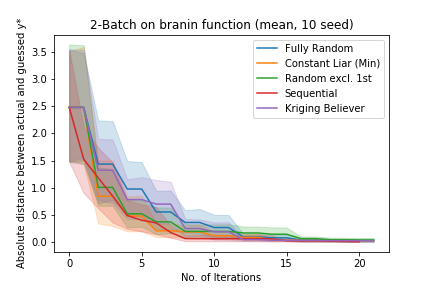 2-Batch on branin function (mean, 10 seed)
Absolute distance between actual and guessed y*
3.5
3.0
2.5
2.0
1.5
1.0
0.5
0.0
Fully Random
Constant Liar (Min)
Random excl. 1st
Sequential
Kriging Believer
0
5
10
15
20
No. of Iterctions